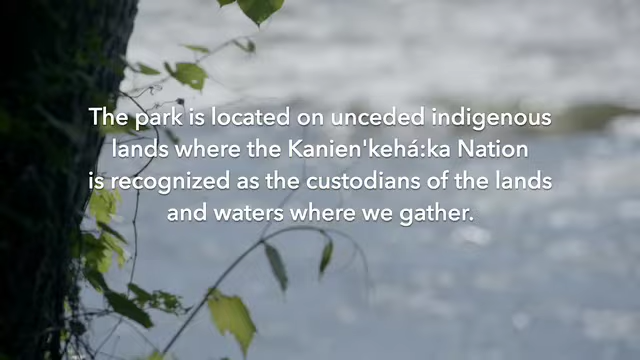 The park is located on unceded indigenous
lands where the Kanien'kehá:ka Nation
is recognized as the custodians of the lands
and waters where we gather.